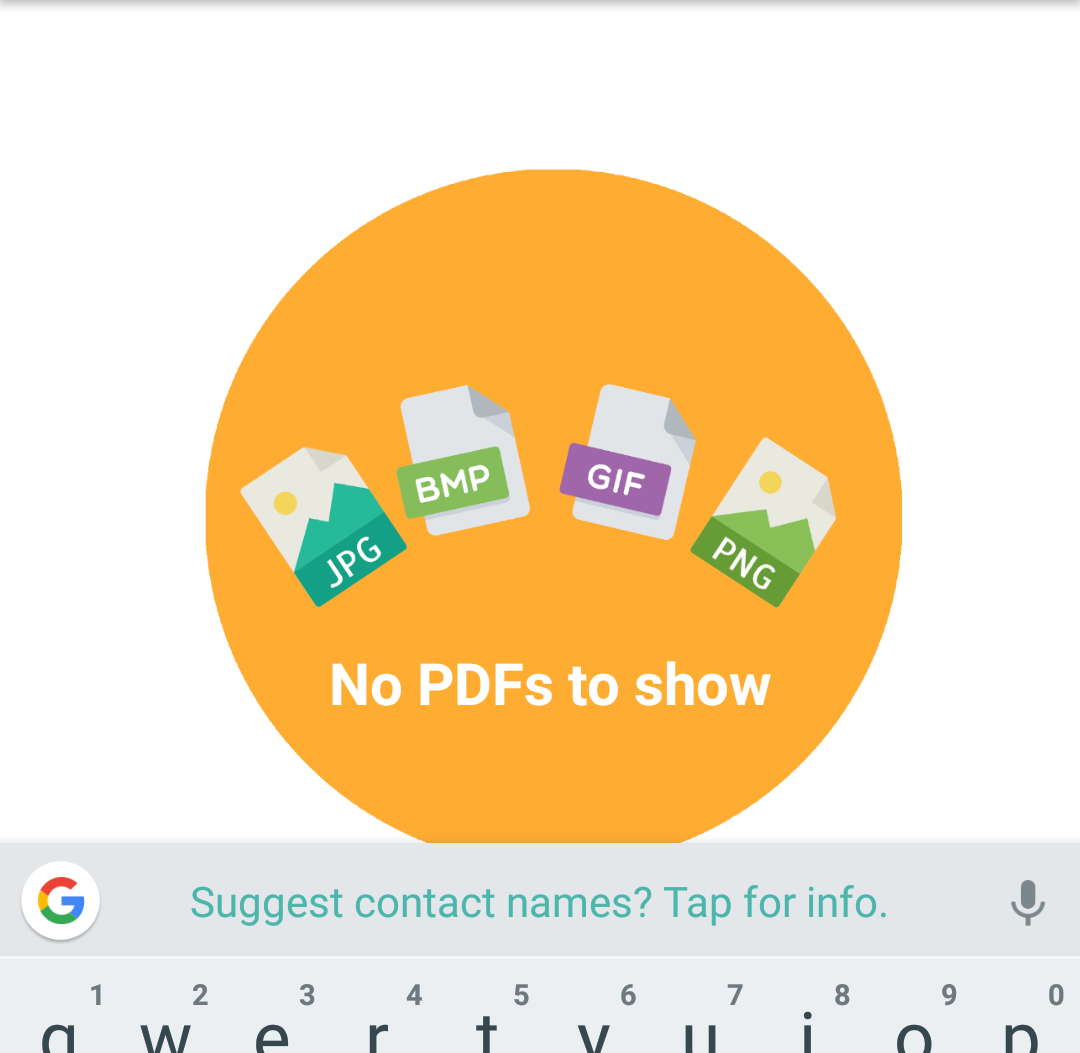 JPG
BMP
GIF
PNG
No PDFs to show
G
Suggest contact names? Tap for info.
1 2 3 4 5 6 7 8 9 0
q w e r t y u i o p